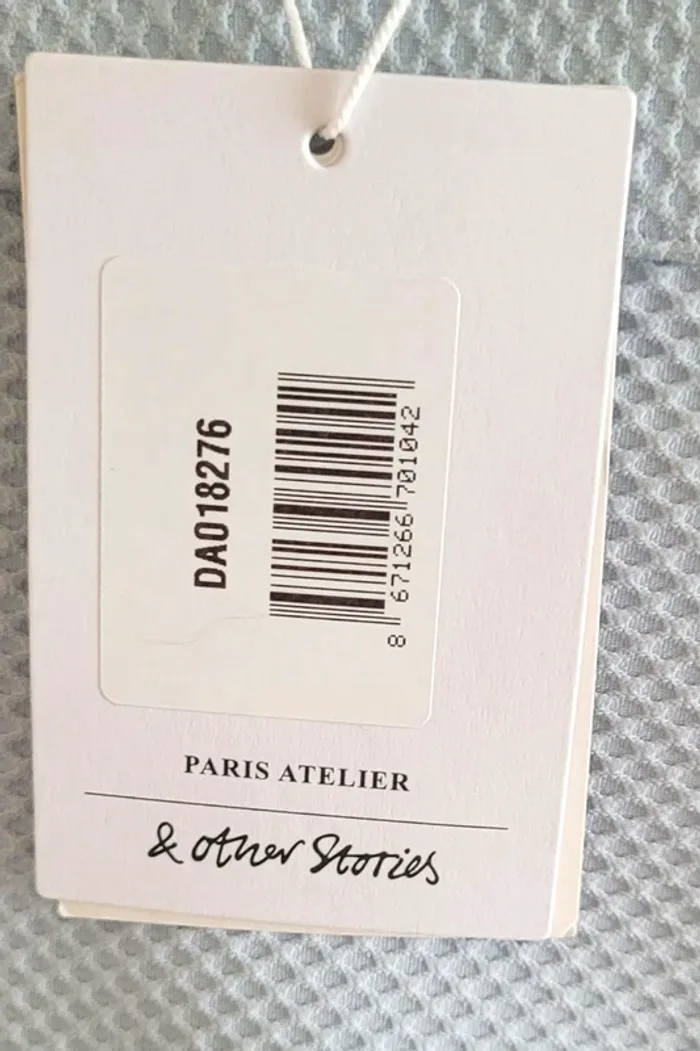 DA018276
8 671266 701042
PARIS ATELIER
& other Stories